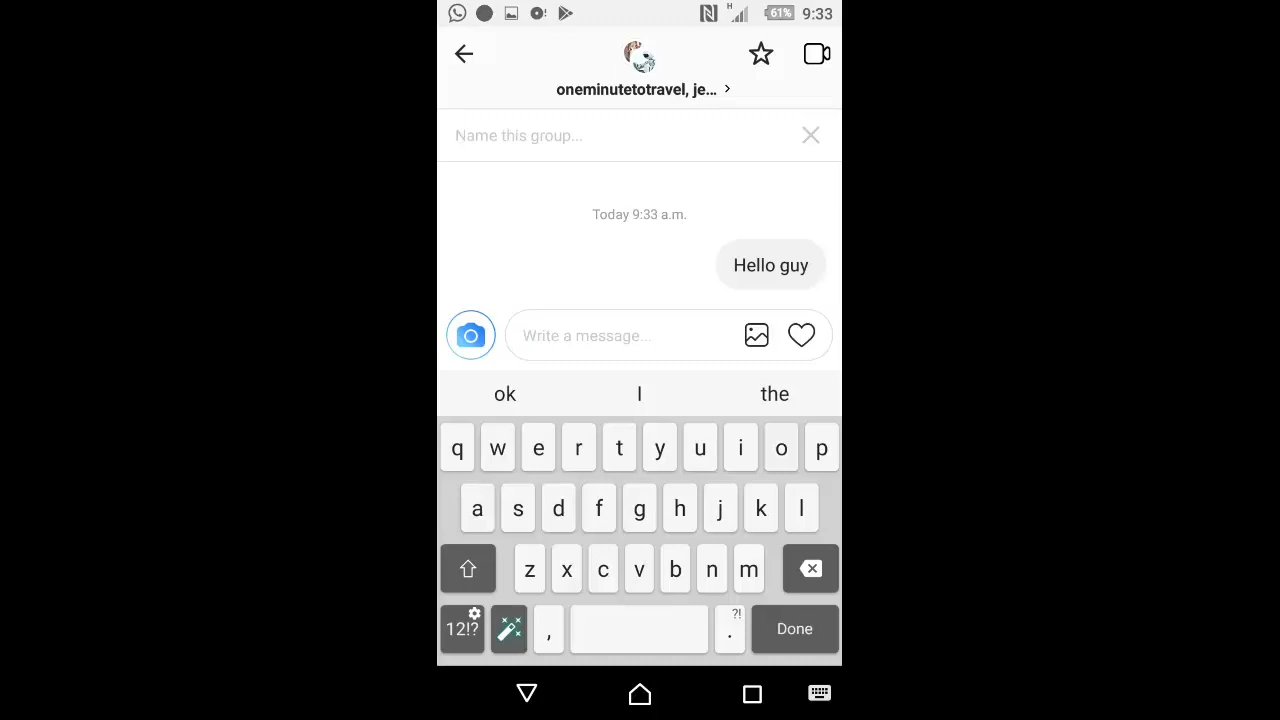 H 61% 9:33
oneminutetotravel, je... >
Name this group...
Today 9:33 a.m.
Hello guy
Write a message...
ok I the
q w e r t y u i o p
a s d f g h j k l
z x c v b n m
12!? , . ?! Done